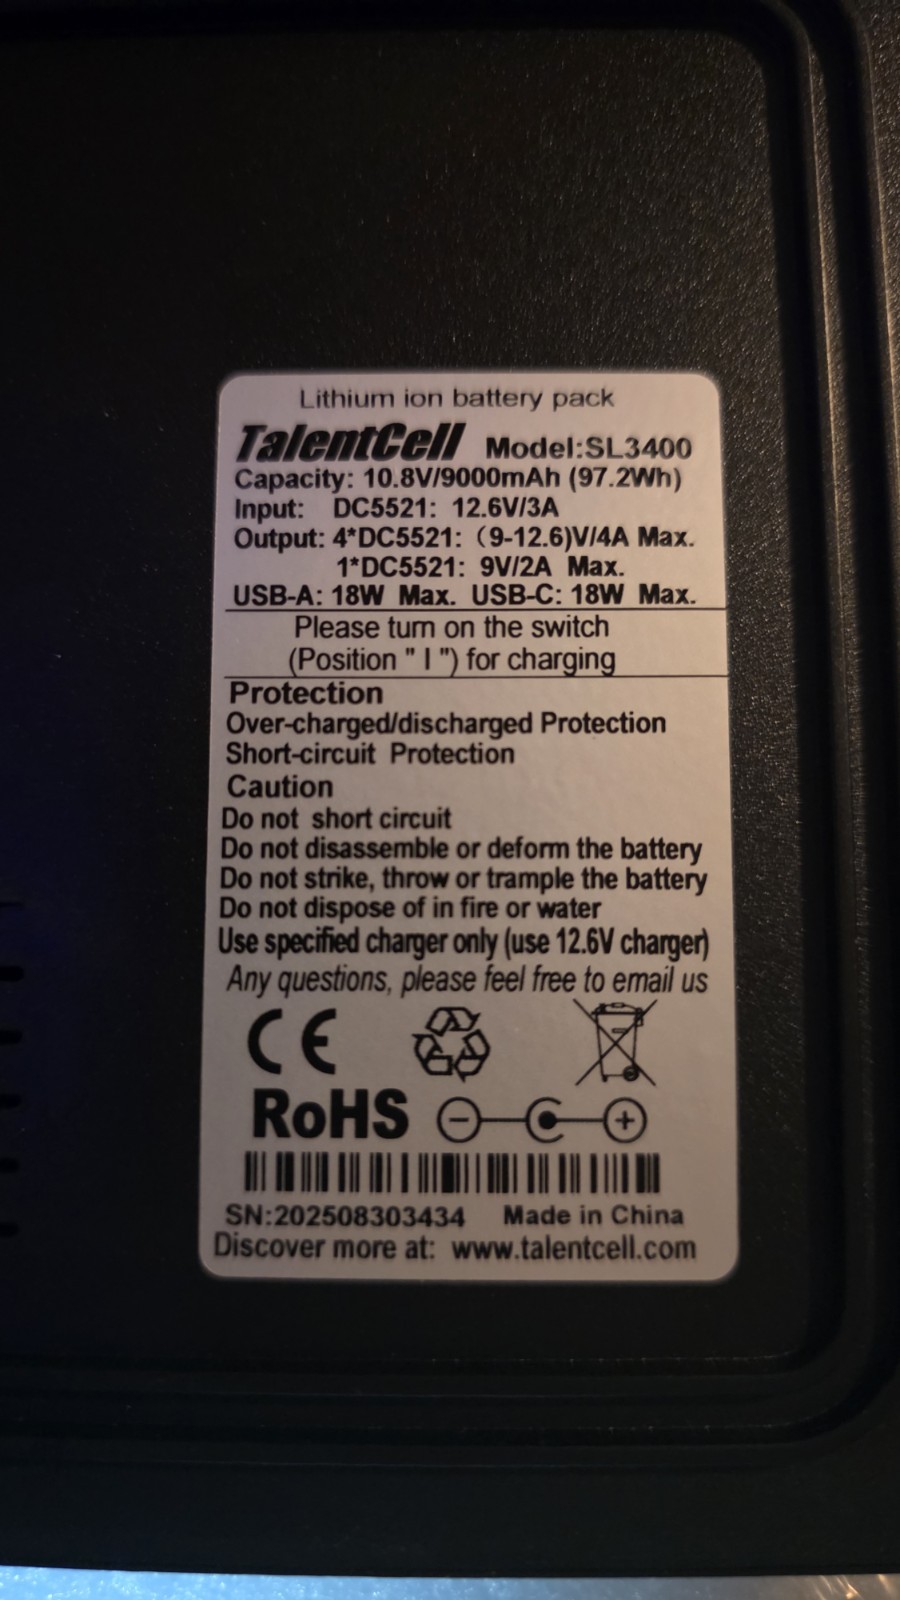 Lithium ion battery pack
TalentCell Model:SL3400
Capacity: 10.8V/9000mAh (97.2Wh)
Input: DC5521: 12.6V/3A
Output: 4*DC5521: (9-12.6)V/4A Max.
1*DC5521: 9V/2A Max.
USB-A: 18W Max. USB-C: 18W Max.
Please turn on the switch
(Position " I ") for charging
Protection
Over-charged/discharged Protection
Short-circuit Protection
Caution
Do not short circuit
Do not disassemble or deform the battery
Do not strike, throw or trample the battery
Do not dispose of in fire or water
Use specified charger only (use 12.6V charger)
Any questions, please feel free to email us
CE
RoHS
SN:202508303434 Made in China
Discover more at: www.talentcell.com